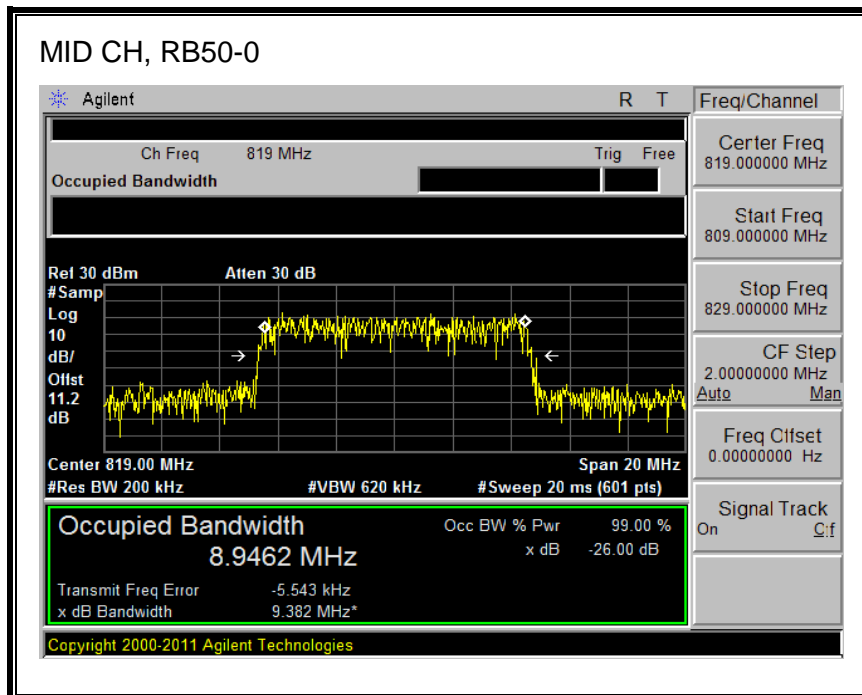 MID CH, RB50-0
Agilent R T
Freq/Channel
Ch Freq 819 MHz Trig Free
Occupied Bandwidth
Center Freq
819.000000 MHz
Start Freq
809.000000 MHz
Stop Freq
829.000000 MHz
CF Step
2.00000000 MHz
Auto Man
Freq Offset
0.00000000 Hz
Signal Track
On Off
Ref 30 dBm Atten 30 dB
#Samp
Log
10
dB/
Offst
11.2
dB
Center 819.00 MHz Span 20 MHz
#Res BW 200 kHz #VBW 620 kHz #Sweep 20 ms (601 pts)
Occupied Bandwidth
8.9462 MHz
Occ BW % Pwr 99.00 %
x dB -26.00 dB
Transmit Freq Error -5.543 kHz
x dB Bandwidth 9.382 MHz*
Copyright 2000-2011 Agilent Technologies